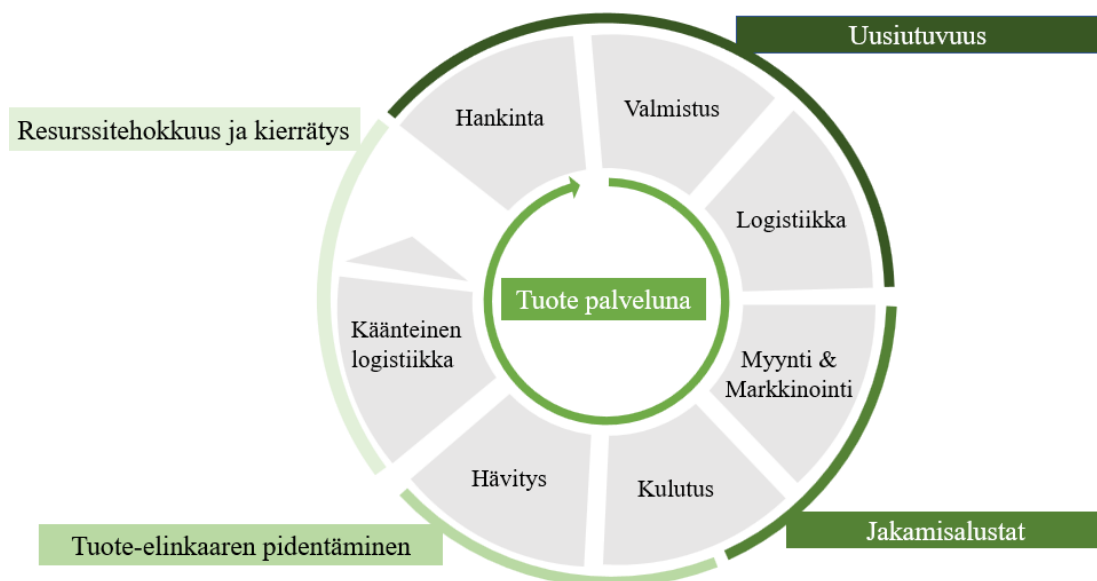 Uusiutuvuus
Resurssitehokkuus ja kierrätys
Hankinta
Valmistus
Logistiikka
Tuote palveluna
Käänteinen
logistiikka
Myynti &
Markkinointi
Hävitys
Kulutus
Tuote-elinkaaren pidentäminen
Jakamisalustat